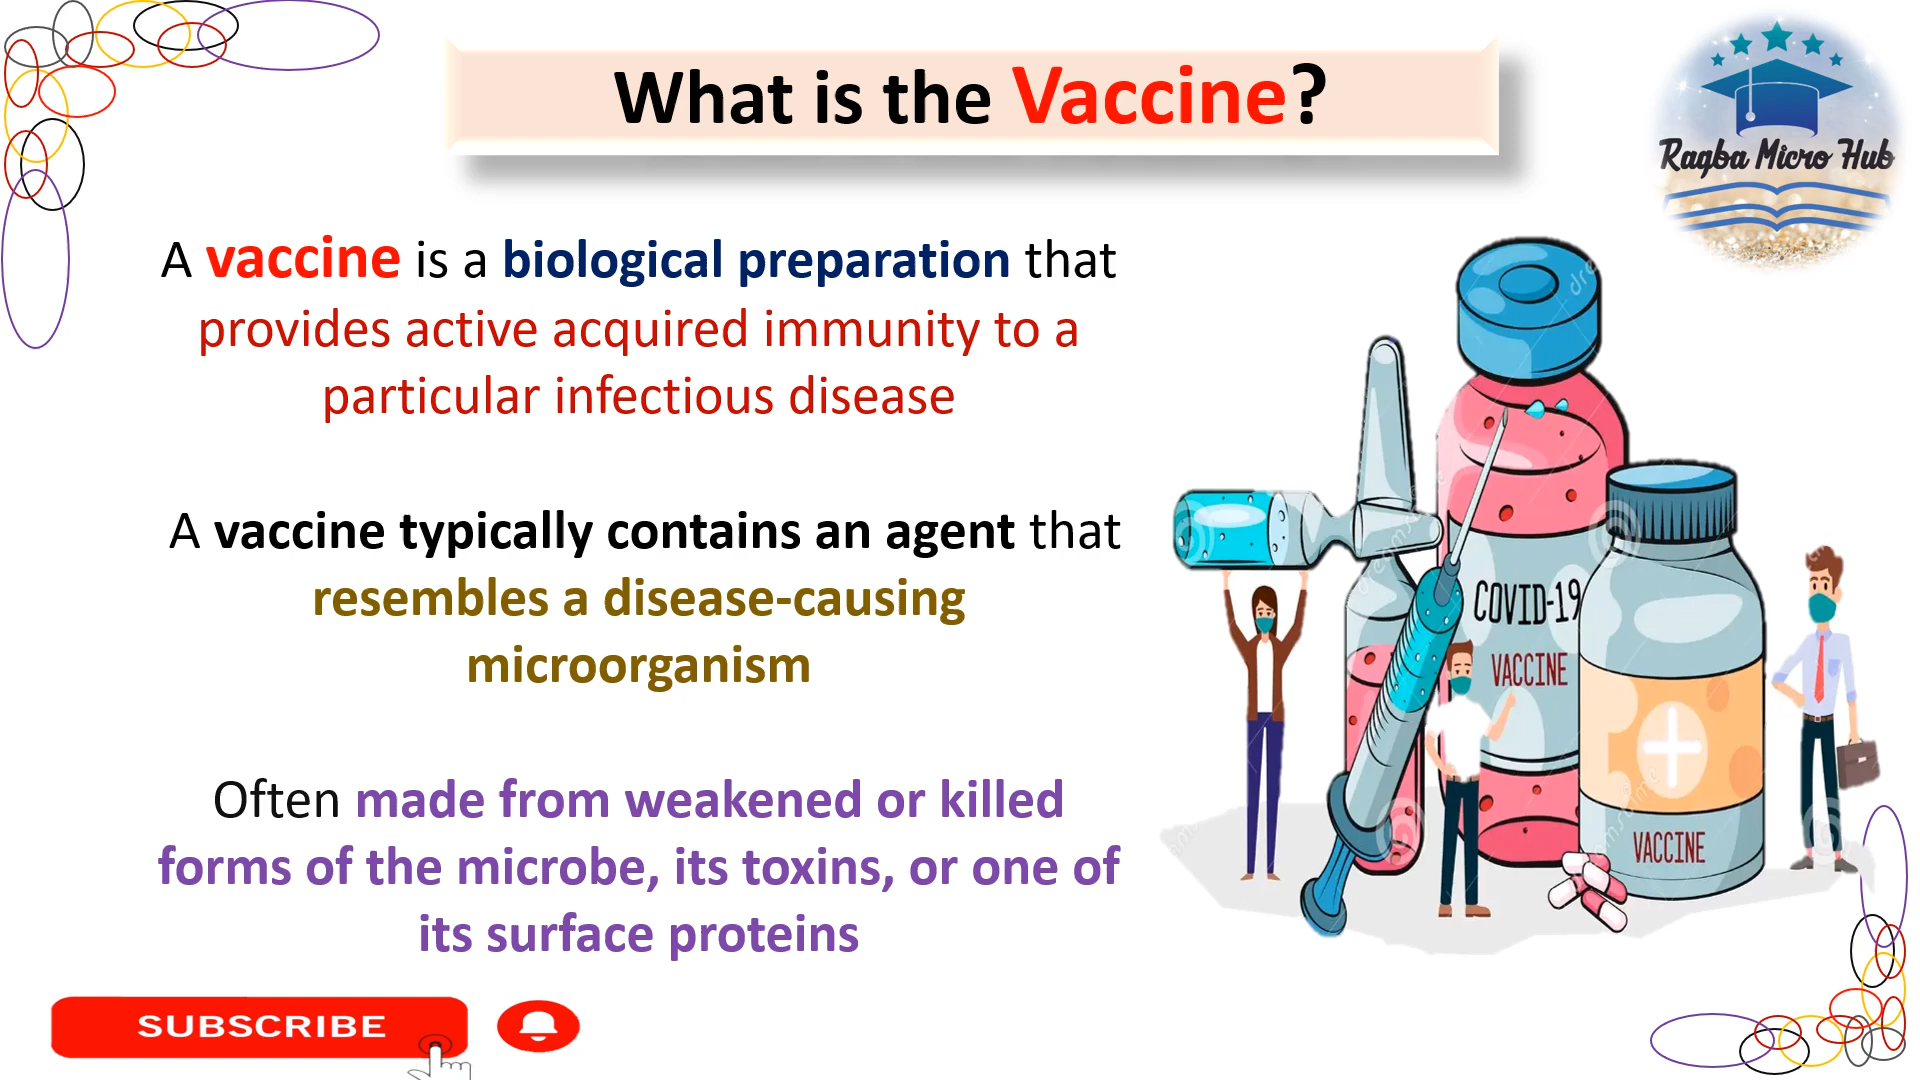 What is the Vaccine?
Ragba Micro Hub
A vaccine is a biological preparation that
provides active acquired immunity to a
particular infectious disease
A vaccine typically contains an agent that
resembles a disease-causing
microorganism
Often made from weakened or killed
forms of the microbe, its toxins, or one of
its surface proteins
COVID-19
VACCINE
VACCINE
SUBSCRIBE